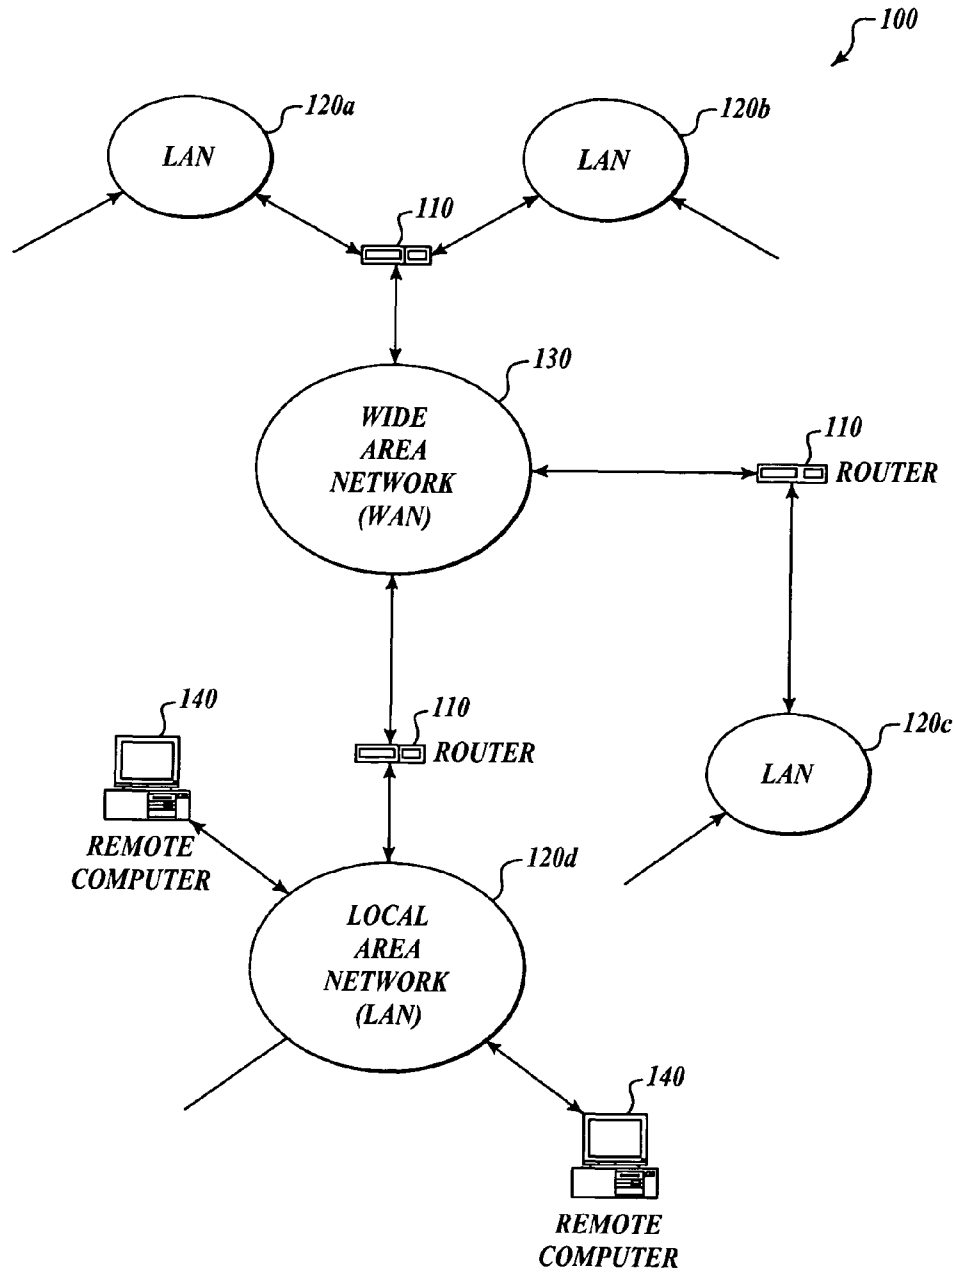 100
120a
LAN
120b
LAN
110
130
WIDE
AREA
NETWORK
(WAN)
110
ROUTER
140
REMOTE
COMPUTER
110
ROUTER
120c
LAN
120d
LOCAL
AREA
NETWORK
(LAN)
140
REMOTE
COMPUTER